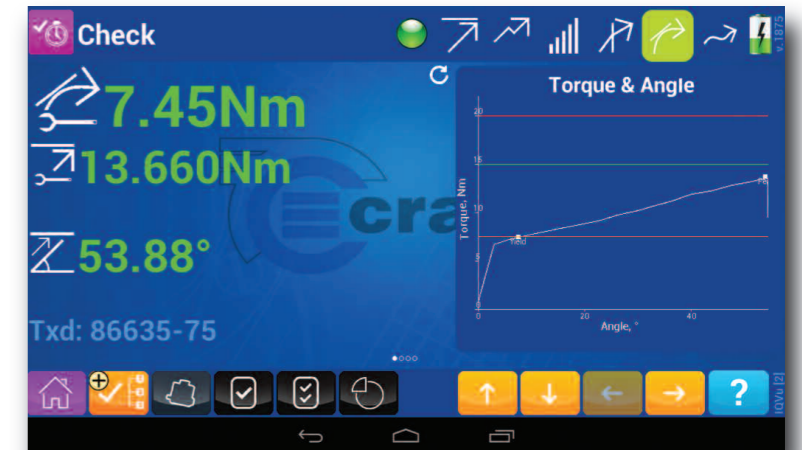 Check
v.1875
7.45Nm
13.660Nm
53.88°
Txd: 86635-75
cra
Torque & Angle
Torque, Nm
20
15
10
5
0
Yield
0
20
40
Angle, °
?
IQVu [2]